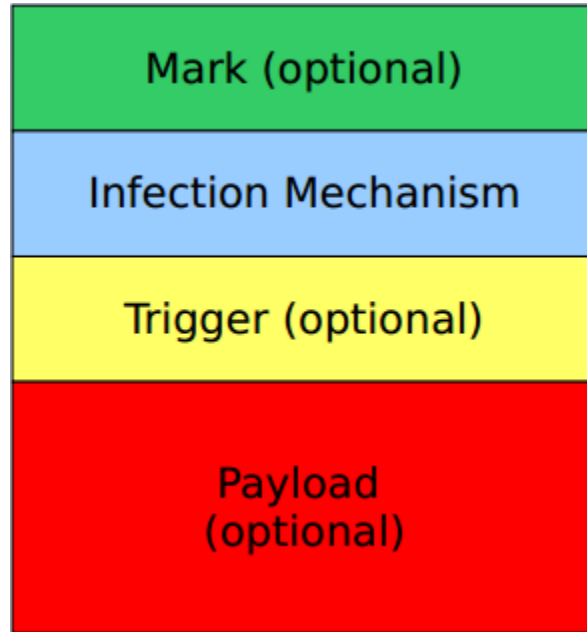 Mark (optional)
Infection Mechanism
Trigger (optional)
Payload
(optional)